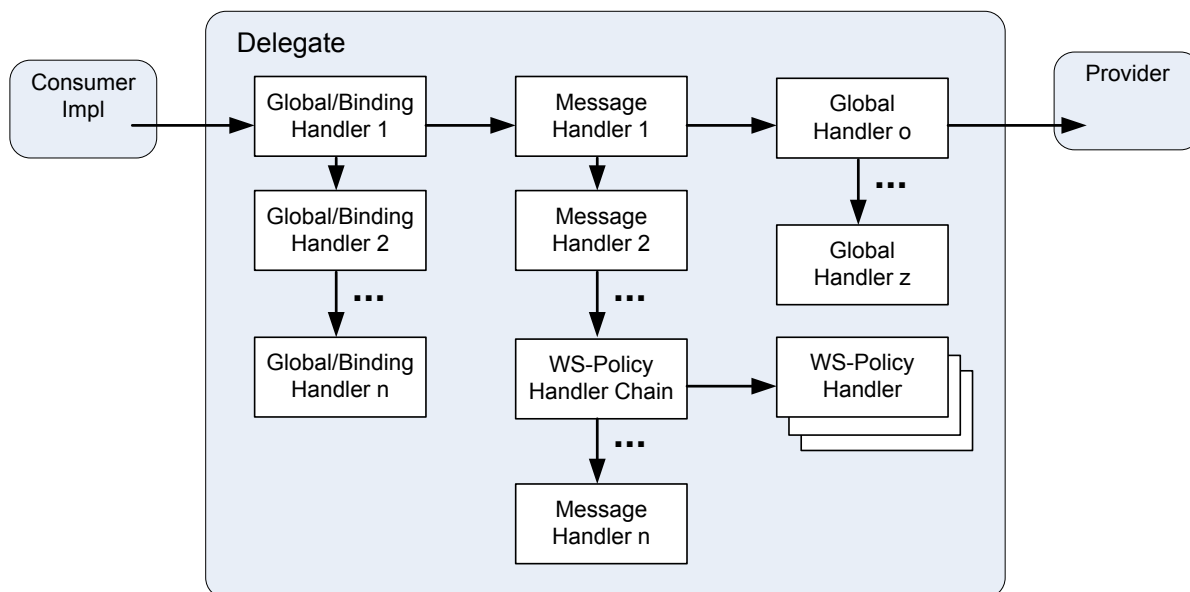 Delegate
Consumer
Impl
Global/Binding
Handler 1
Message
Handler 1
Global
Handler o
Provider
...
Global/Binding
Handler 2
Message
Handler 2
Global
Handler z
...
...
Global/Binding
Handler n
WS-Policy
Handler Chain
WS-Policy
Handler
...
Message
Handler n